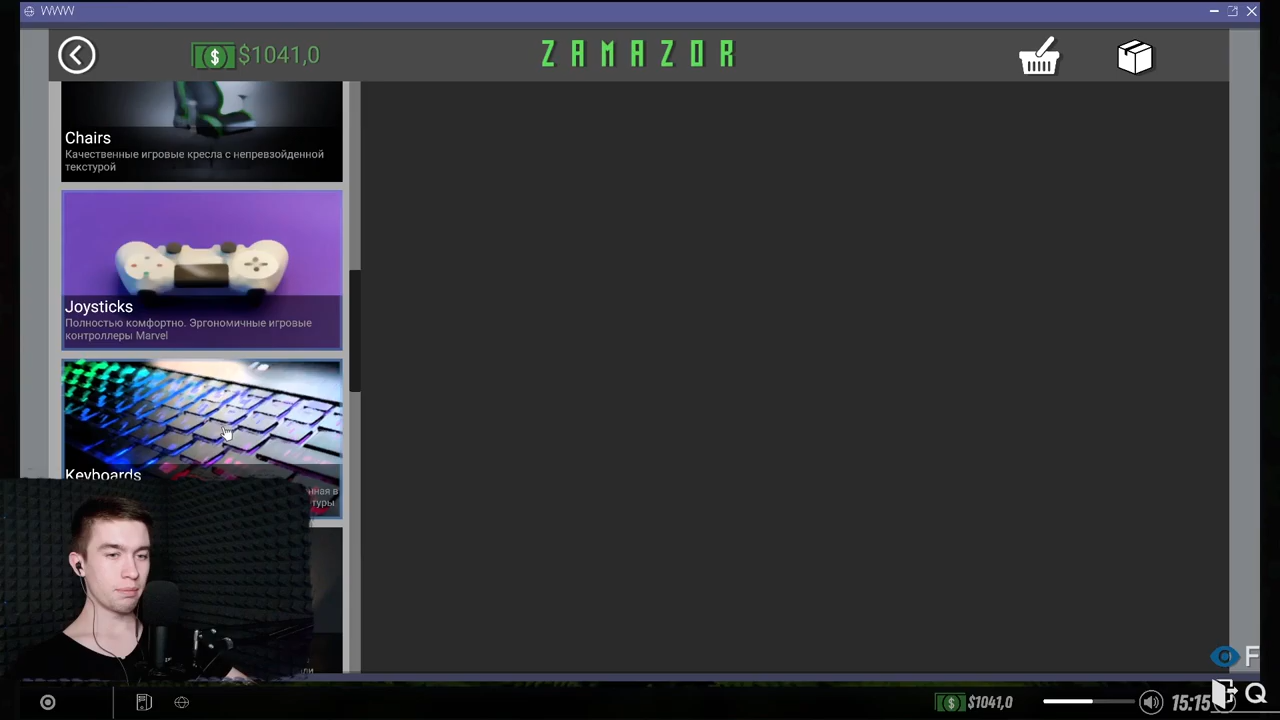 WWW
$1041,0
ZAMAZOR
Chairs
Качественные игровые кресла с непревзойденной
текстурой
Joysticks
Полностью комфортно. Эргономичные игровые
контроллеры Marvel
Keyboards
F
$1041,0
15:15
Q